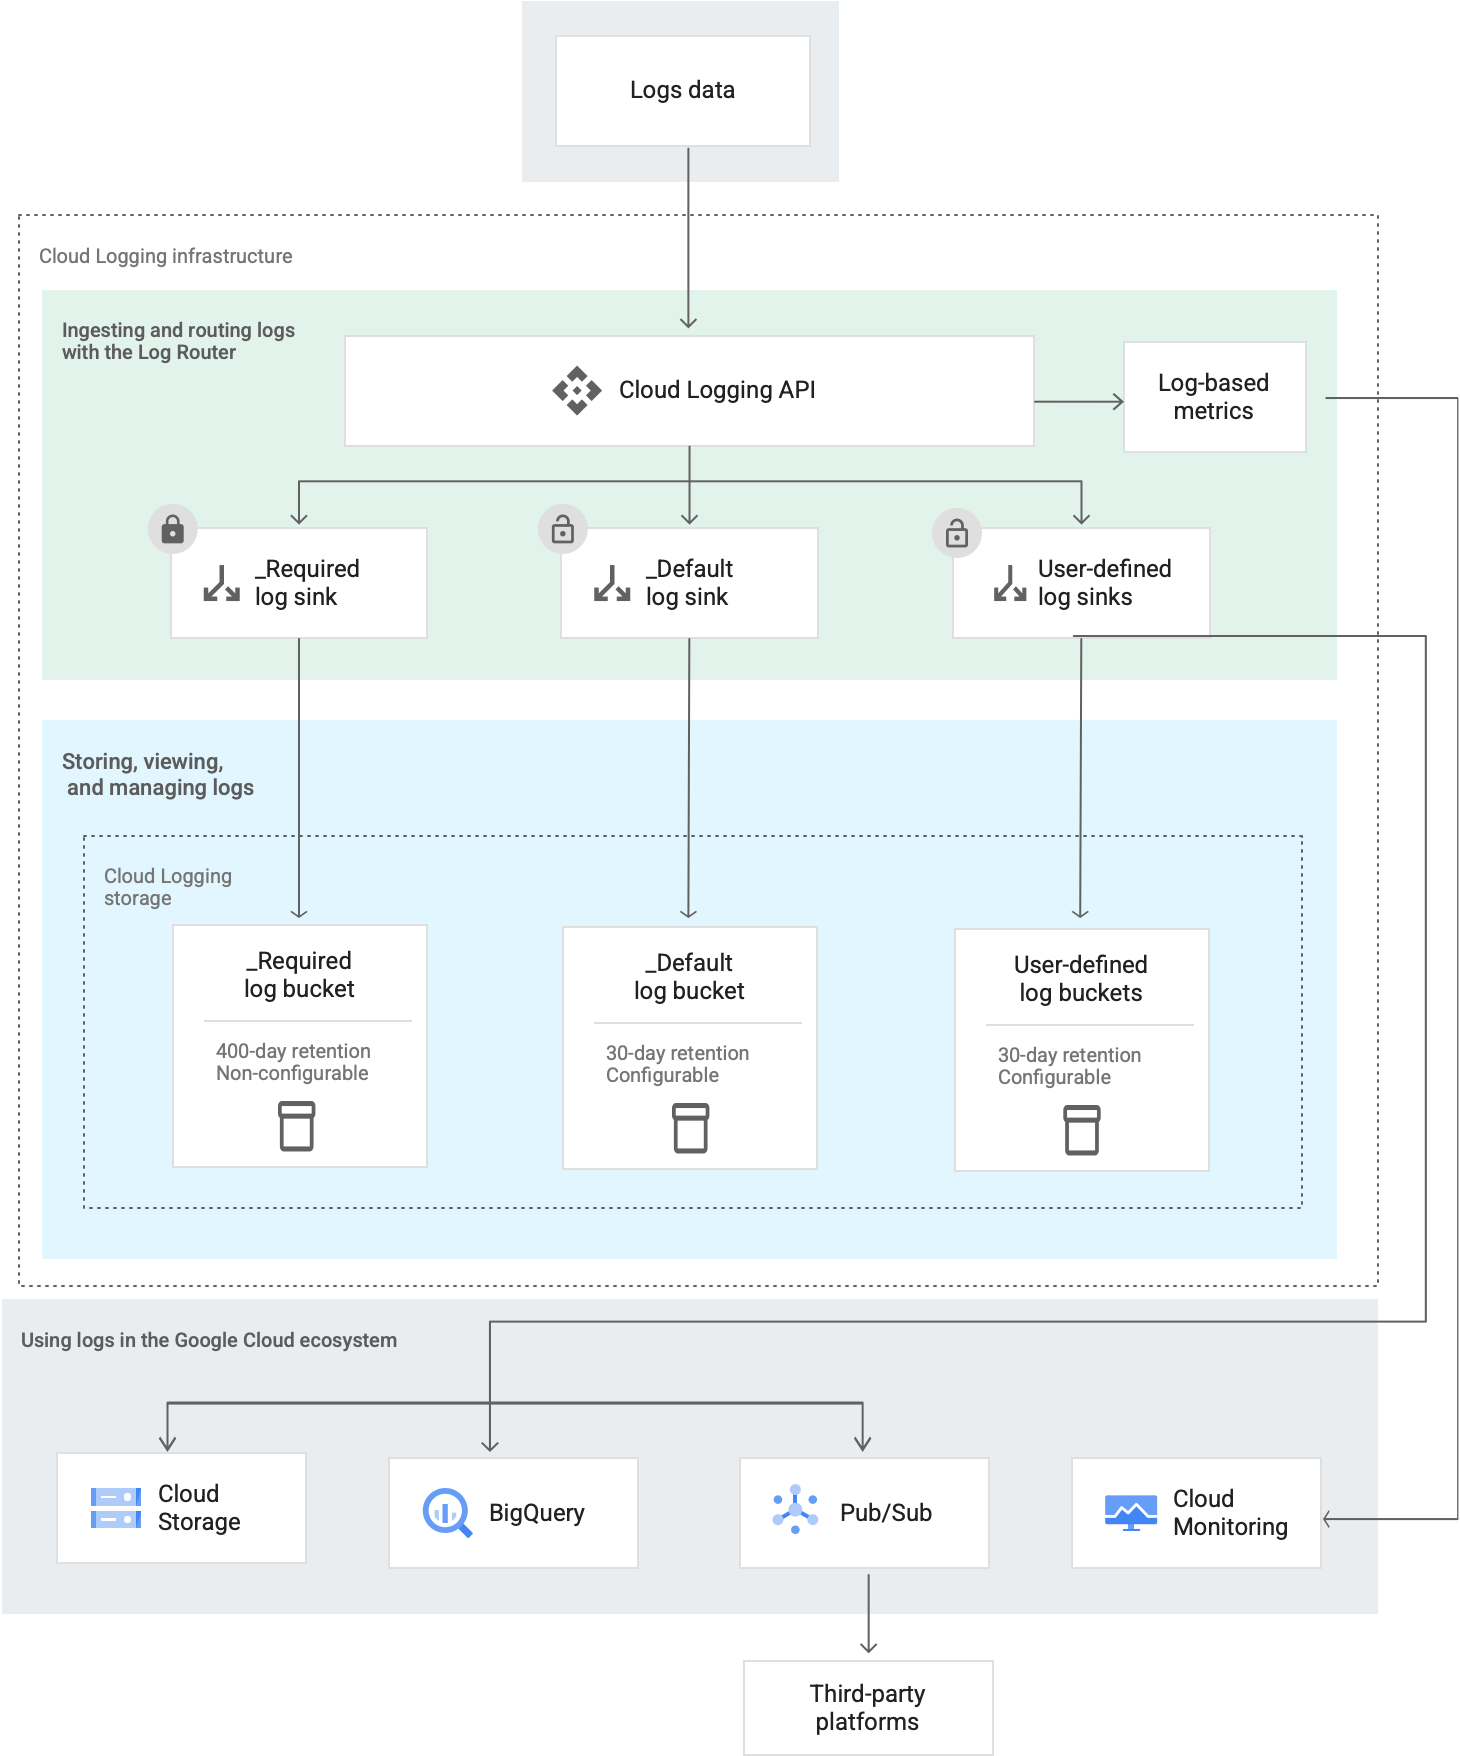 Logs data
Cloud Logging infrastructure
Ingesting and routing logs
with the Log Router
Cloud Logging API
Log-based
metrics
_Required
log sink
_Default
log sink
User-defined
log sinks
Storing, viewing,
and managing logs
Cloud Logging
storage
_Required
log bucket
400-day retention
Non-configurable
_Default
log bucket
30-day retention
Configurable
User-defined
log buckets
30-day retention
Configurable
Using logs in the Google Cloud ecosystem
Cloud
Storage
BigQuery
Pub/Sub
Cloud
Monitoring
Third-party
platforms